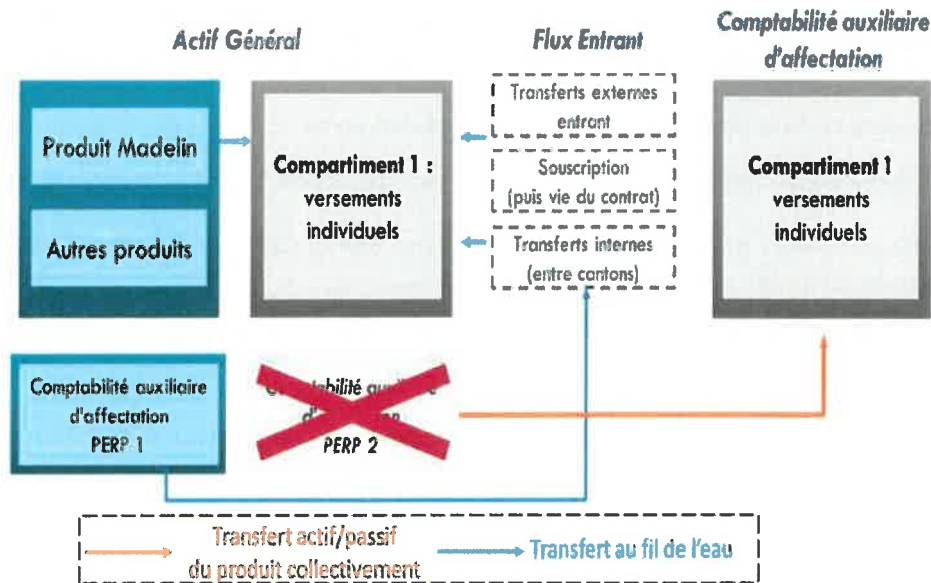 Actif Général
Flux Entrant
Comptabilité auxiliaire
d'affectation
Produit Madelin
Autres produits
Compartiment 1 :
versements
individuels
Transferts externes
entrant
Souscription
(puis vie du contrat)
Transferts internes
(entre cantons)
Compartiment 1
versements
individuels
Comptabilité auxiliaire
d'affectation
PERP 1
PERP 2
Transfert actif/passif
du produit collectivement
Transfert au fil de l'eau